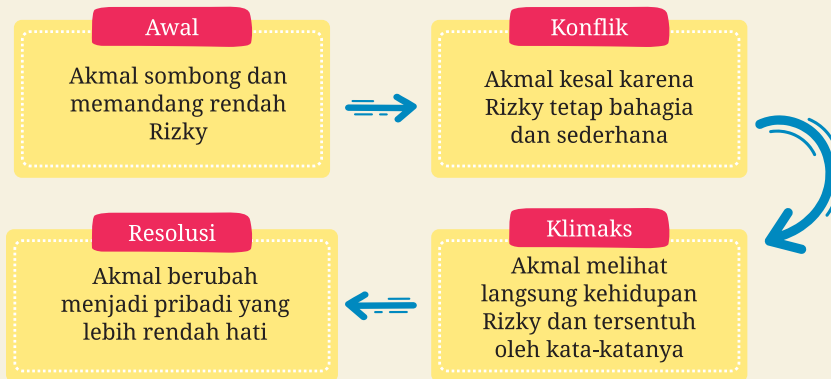 Awal
Akmal sombong dan
memandang rendah
Rizky
Konflik
Akmal kesal karena
Rizky tetap bahagia
dan sederhana
Klimaks
Akmal melihat
langsung kehidupan
Rizky dan tersentuh
oleh kata-katanya
Resolusi
Akmal berubah
menjadi pribadi yang
lebih rendah hati